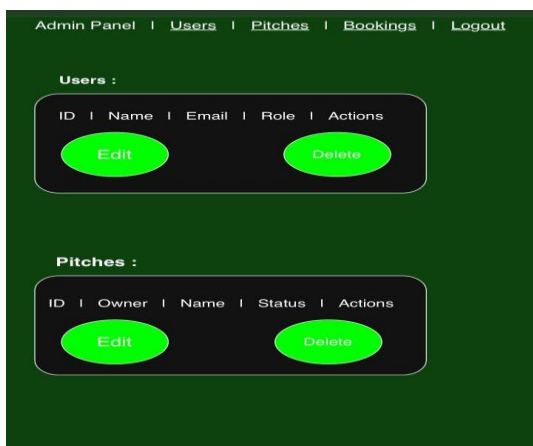 Admin Panel I Users I Pitches I Bookings I Logout
Users :
ID I Name I Email I Role I Actions
Edit Delete
Pitches :
ID I Owner I Name I Status I Actions
Edit Delete